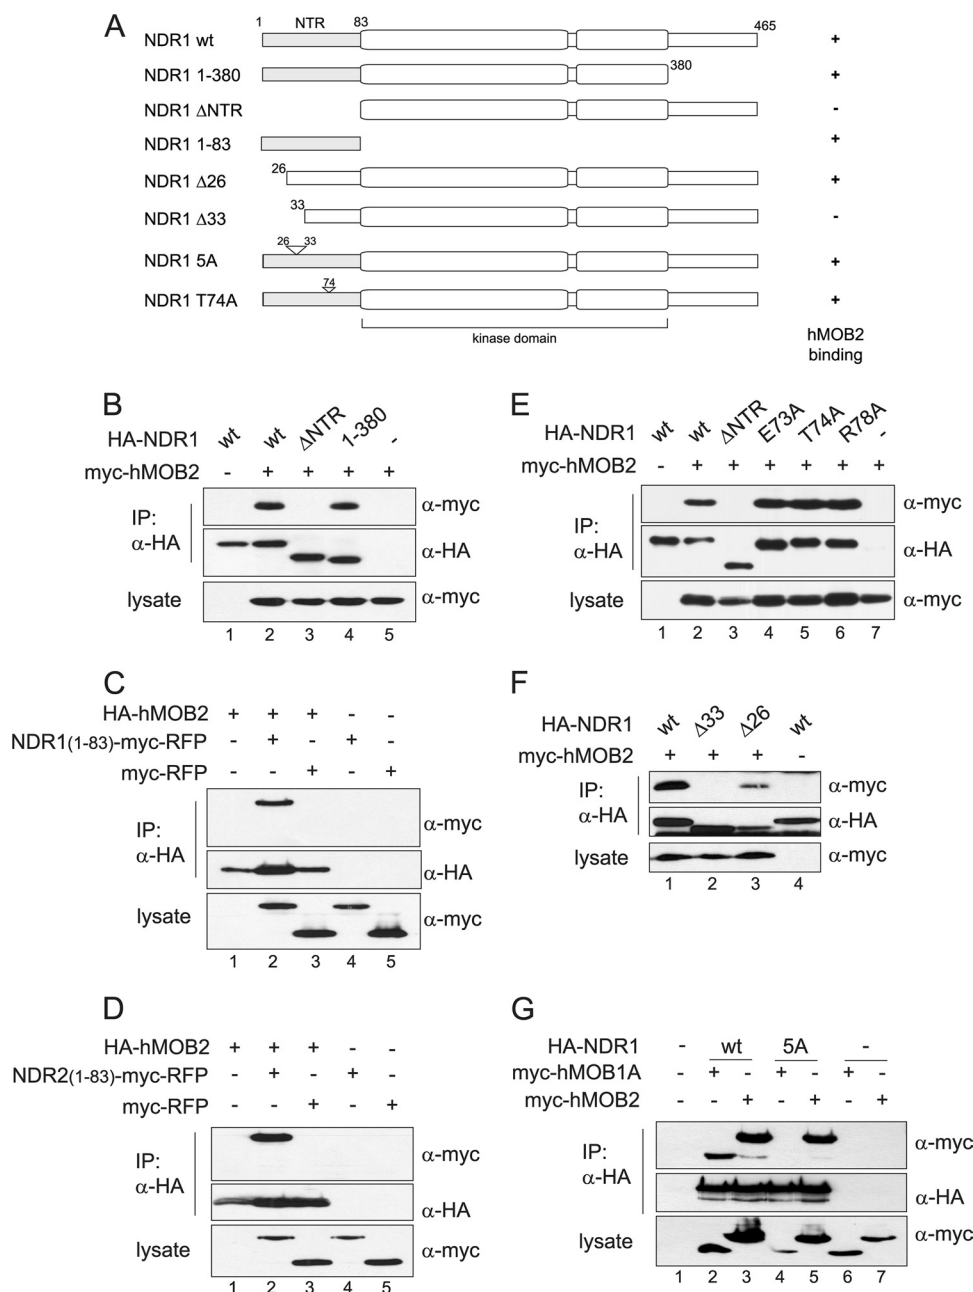 A
1 NTR 83 465
NDR1 wt +
NDR1 1-380 380 +
NDR1 ΔNTR -
NDR1 1-83 +
26
NDR1 Δ26 +
33
NDR1 Δ33 -
26 33
NDR1 5A +
74
NDR1 T74A +
kinase domain
hMOB2
binding
B
HA-NDR1 wt wt ΔNTR 1-380 -
myc-hMOB2 - + + + +
IP:
α-HA
α-myc
α-HA
lysate α-myc
1 2 3 4 5
C
HA-hMOB2 + + + - -
NDR1(1-83)-myc-RFP - + - + -
myc-RFP - - + - +
IP:
α-HA
α-myc
α-HA
lysate α-myc
1 2 3 4 5
D
HA-hMOB2 + + + - -
NDR2(1-83)-myc-RFP - + - + -
myc-RFP - - + - +
IP:
α-HA
α-myc
α-HA
lysate α-myc
1 2 3 4 5
E
HA-NDR1 wt wt ΔNTR E73A T74A R78A -
myc-hMOB2 - + + + + + +
IP:
α-HA
α-myc
α-HA
lysate α-myc
1 2 3 4 5 6 7
F
HA-NDR1 wt Δ33 Δ26 wt
myc-hMOB2 + + + -
IP:
α-HA
α-myc
α-HA
lysate α-myc
1 2 3 4
G
HA-NDR1 - wt 5A -
myc-hMOB1A - + - + - + -
myc-hMOB2 - - + - + - +
IP:
α-HA
α-myc
α-HA
lysate α-myc
1 2 3 4 5 6 7